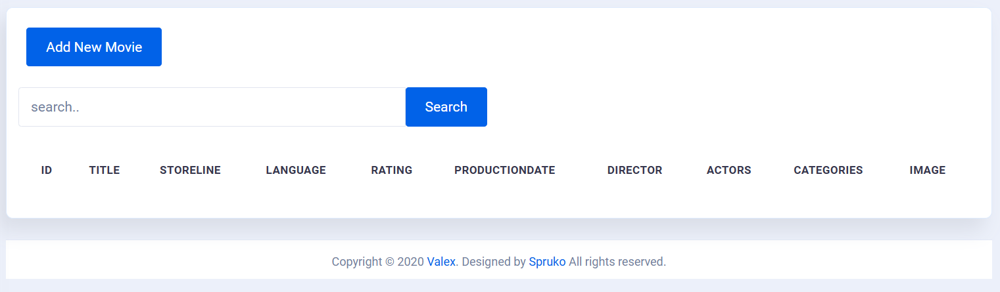 Add New Movie
search.. Search
ID TITLE STORELINE LANGUAGE RATING PRODUCTIONDATE DIRECTOR ACTORS CATEGORIES IMAGE
Copyright © 2020 Valex. Designed by Spruko All rights reserved.